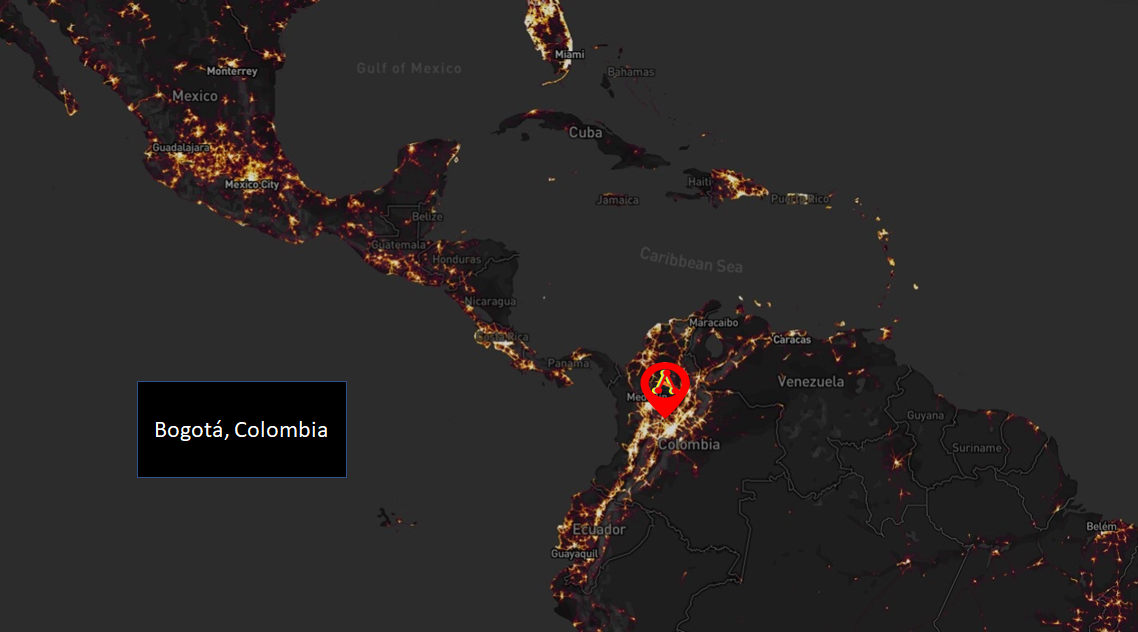 Miami
Gulf of Mexico
Monterrey
Bahamas
Mexico
Cuba
Guadalajara
Mexico City
Haiti
Jamaica
Puerto Rico
Belize
Guatemala
Honduras
Caribbean Sea
Nicaragua
Maracaibo
Costa Rica
Caracas
Panama
Venezuela
Guyana
Bogotá, Colombia
Colombia
Suriname
Ecuador
Belém
Guayaquil